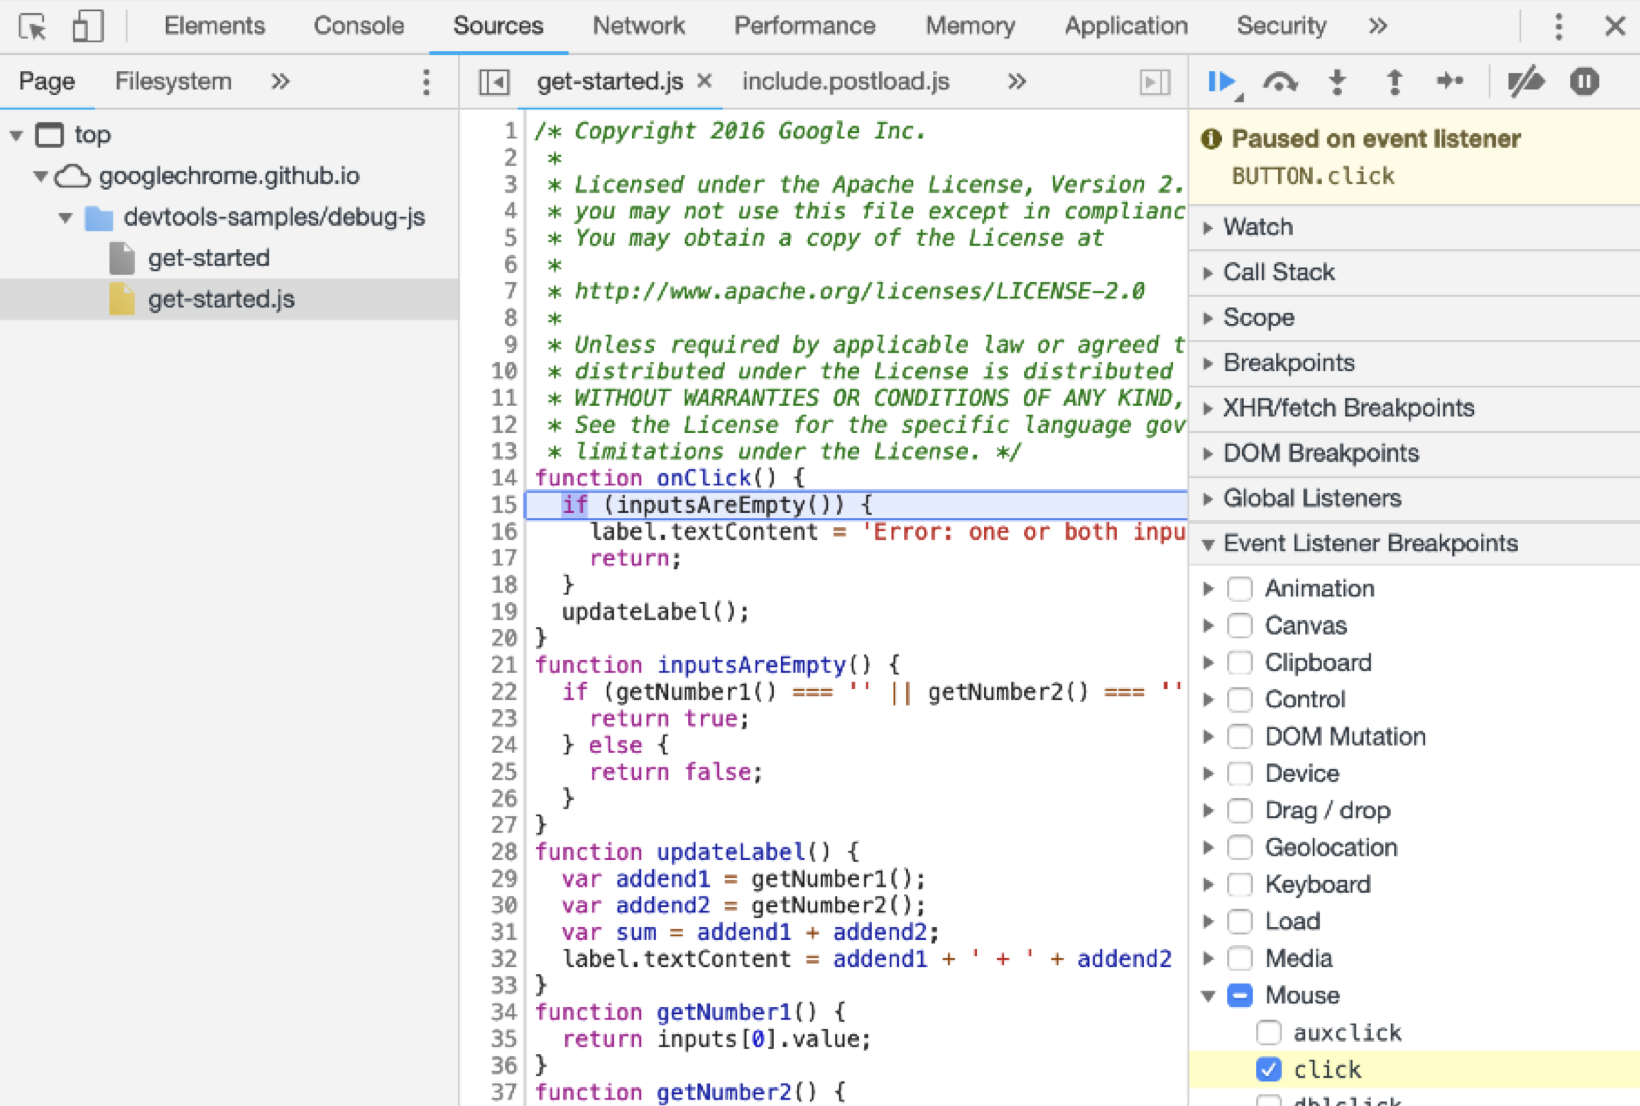 Elements Console Sources Network Performance Memory Application Security »
Page Filesystem »
get-started.js × include.postload.js »
top
googlechrome.github.io
devtools-samples/debug-js
get-started
get-started.js
1 /* Copyright 2016 Google Inc.
2  *
3  * Licensed under the Apache License, Version 2.
4  * you may not use this file except in complianc
5  * You may obtain a copy of the License at
6  *
7  * http://www.apache.org/licenses/LICENSE-2.0
8  *
9  * Unless required by applicable law or agreed t
10  * distributed under the License is distributed
11  * WITHOUT WARRANTIES OR CONDITIONS OF ANY KIND,
12  * See the License for the specific language gov
13  * limitations under the License. */
14 function onClick() {
15   if (inputsAreEmpty()) {
16     label.textContent = 'Error: one or both inpu
17     return;
18   }
19   updateLabel();
20 }
21 function inputsAreEmpty() {
22   if (getNumber1() === '' || getNumber2() === ''
23     return true;
24   } else {
25     return false;
26   }
27 }
28 function updateLabel() {
29   var addend1 = getNumber1();
30   var addend2 = getNumber2();
31   var sum = addend1 + addend2;
32   label.textContent = addend1 + ' + ' + addend2
33 }
34 function getNumber1() {
35   return inputs[0].value;
36 }
37 function getNumber2() {
Paused on event listener
BUTTON.click
Watch
Call Stack
Scope
Breakpoints
XHR/fetch Breakpoints
DOM Breakpoints
Global Listeners
Event Listener Breakpoints
Animation
Canvas
Clipboard
Control
DOM Mutation
Device
Drag / drop
Geolocation
Keyboard
Load
Media
Mouse
auxclick
click
dblclick